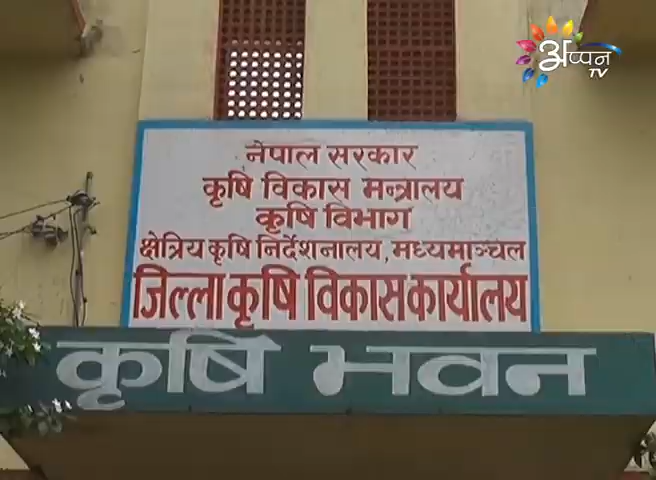 अप्पन
TV
नेपाल सरकार
कृषि विकास मन्त्रालय
कृषि विभाग
क्षेत्रिय कृषि निर्देशनालय,मध्यमाञ्चल
जिल्ला कृषि विकास कार्यालय
कृषि भवन